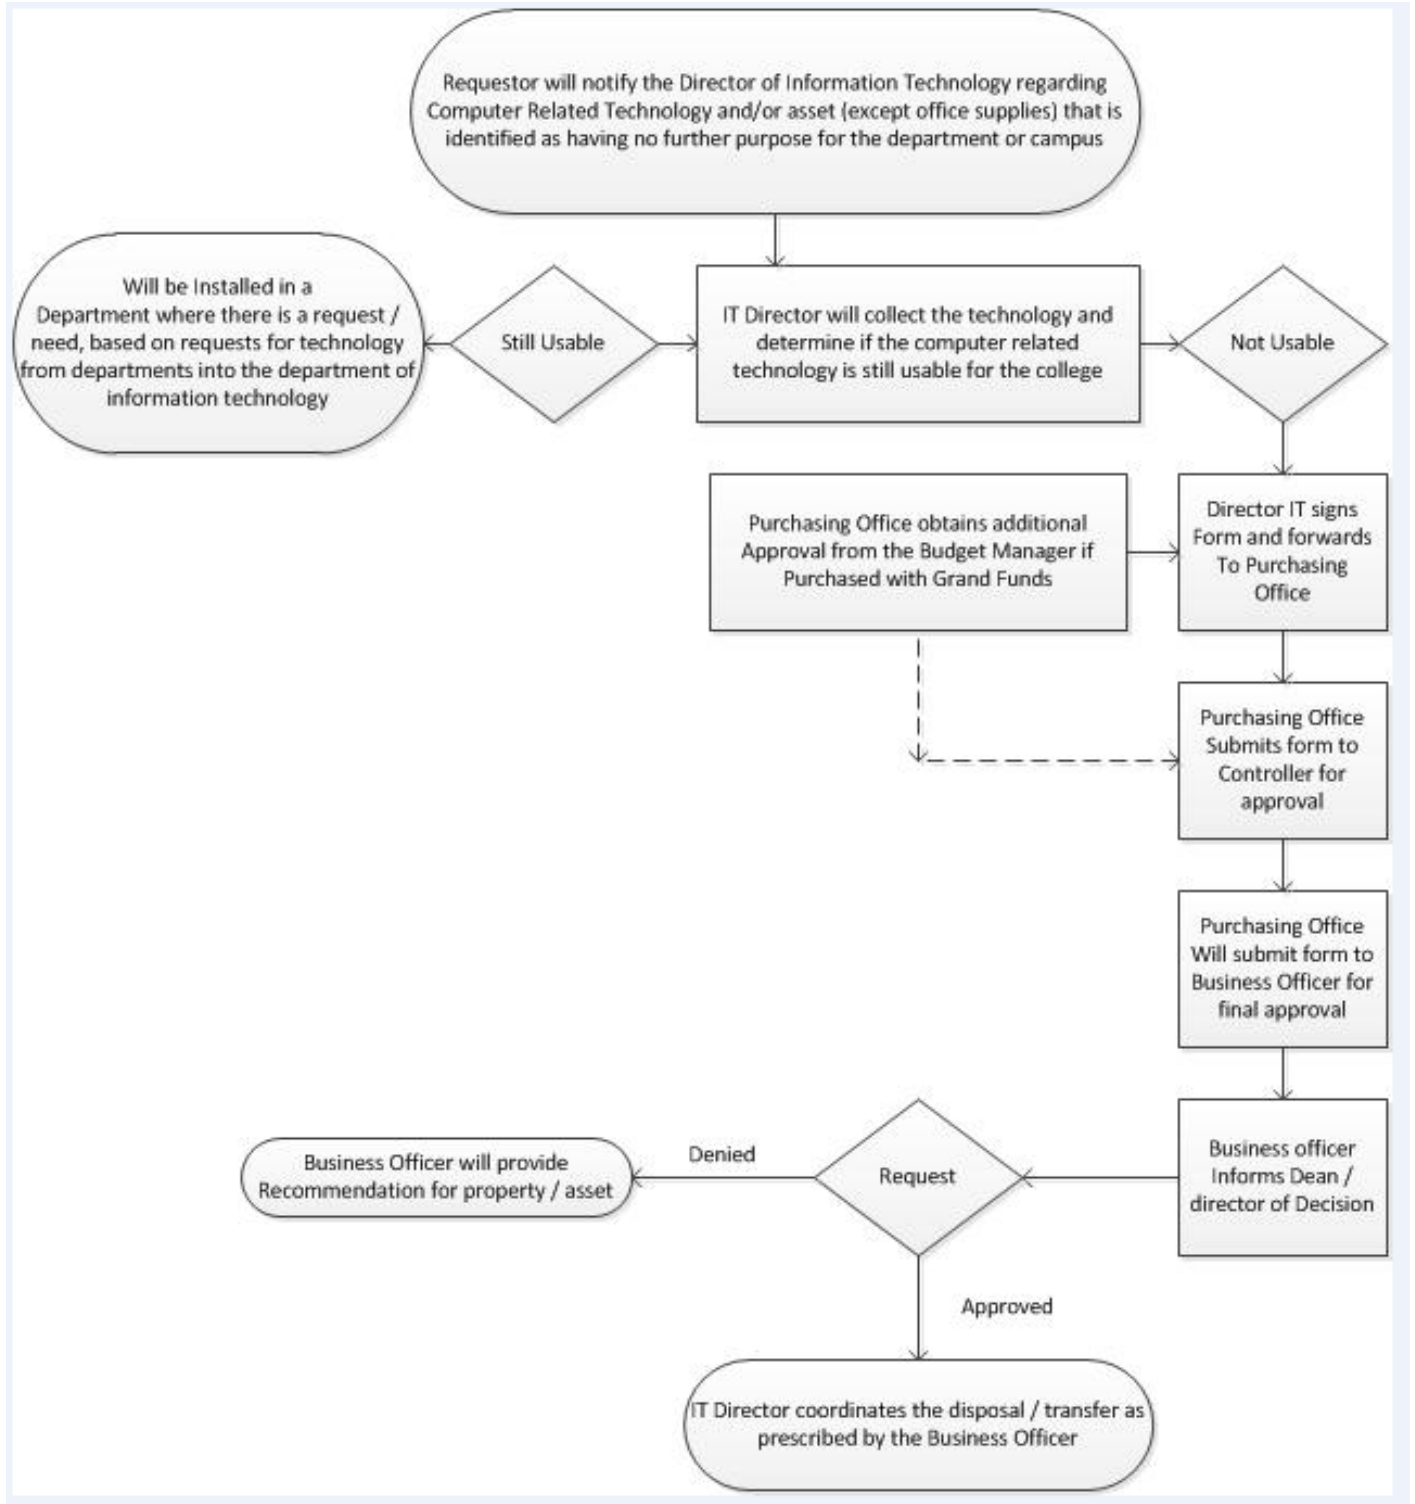 Requestor will notify the Director of Information Technology regarding
Computer Related Technology and/or asset (except office supplies) that is
identified as having no further purpose for the department or campus
Will be Installed in a
Department where there is a request /
need, based on requests for technology
from departments into the department of
information technology
Still Usable
IT Director will collect the technology and
determine if the computer related
technology is still usable for the college
Not Usable
Purchasing Office obtains additional
Approval from the Budget Manager if
Purchased with Grand Funds
Director IT signs
Form and forwards
To Purchasing
Office
Purchasing Office
Submits form to
Controller for
approval
Purchasing Office
Will submit form to
Business Officer for
final approval
Business officer
Informs Dean /
director of Decision
Request
Denied
Business Officer will provide
Recommendation for property / asset
Approved
IT Director coordinates the disposal / transfer as
prescribed by the Business Officer